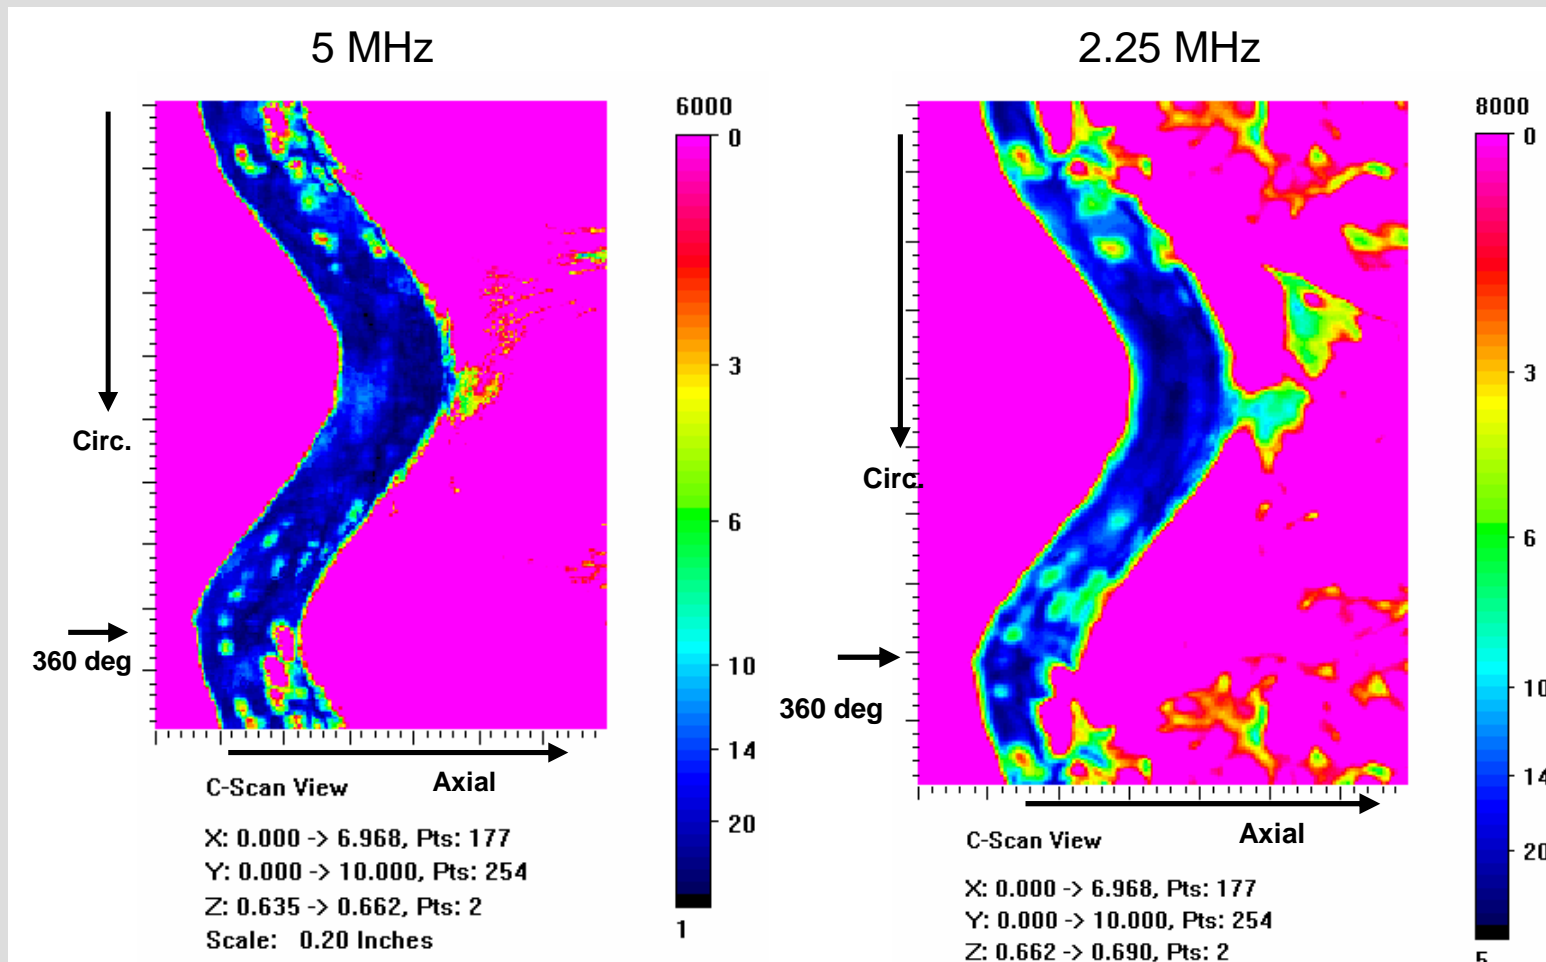 5 MHz
2.25 MHz
6000
0
3
6
10
14
20
1
Circ.
360 deg
Axial
C-Scan View
X: 0.000 -> 6.968, Pts: 177
Y: 0.000 -> 10.000, Pts: 254
Z: 0.635 -> 0.662, Pts: 2
Scale: 0.20 Inches
8000
0
3
6
10
14
20
5
Circ.
360 deg
Axial
C-Scan View
X: 0.000 -> 6.968, Pts: 177
Y: 0.000 -> 10.000, Pts: 254
Z: 0.662 -> 0.690, Pts: 2